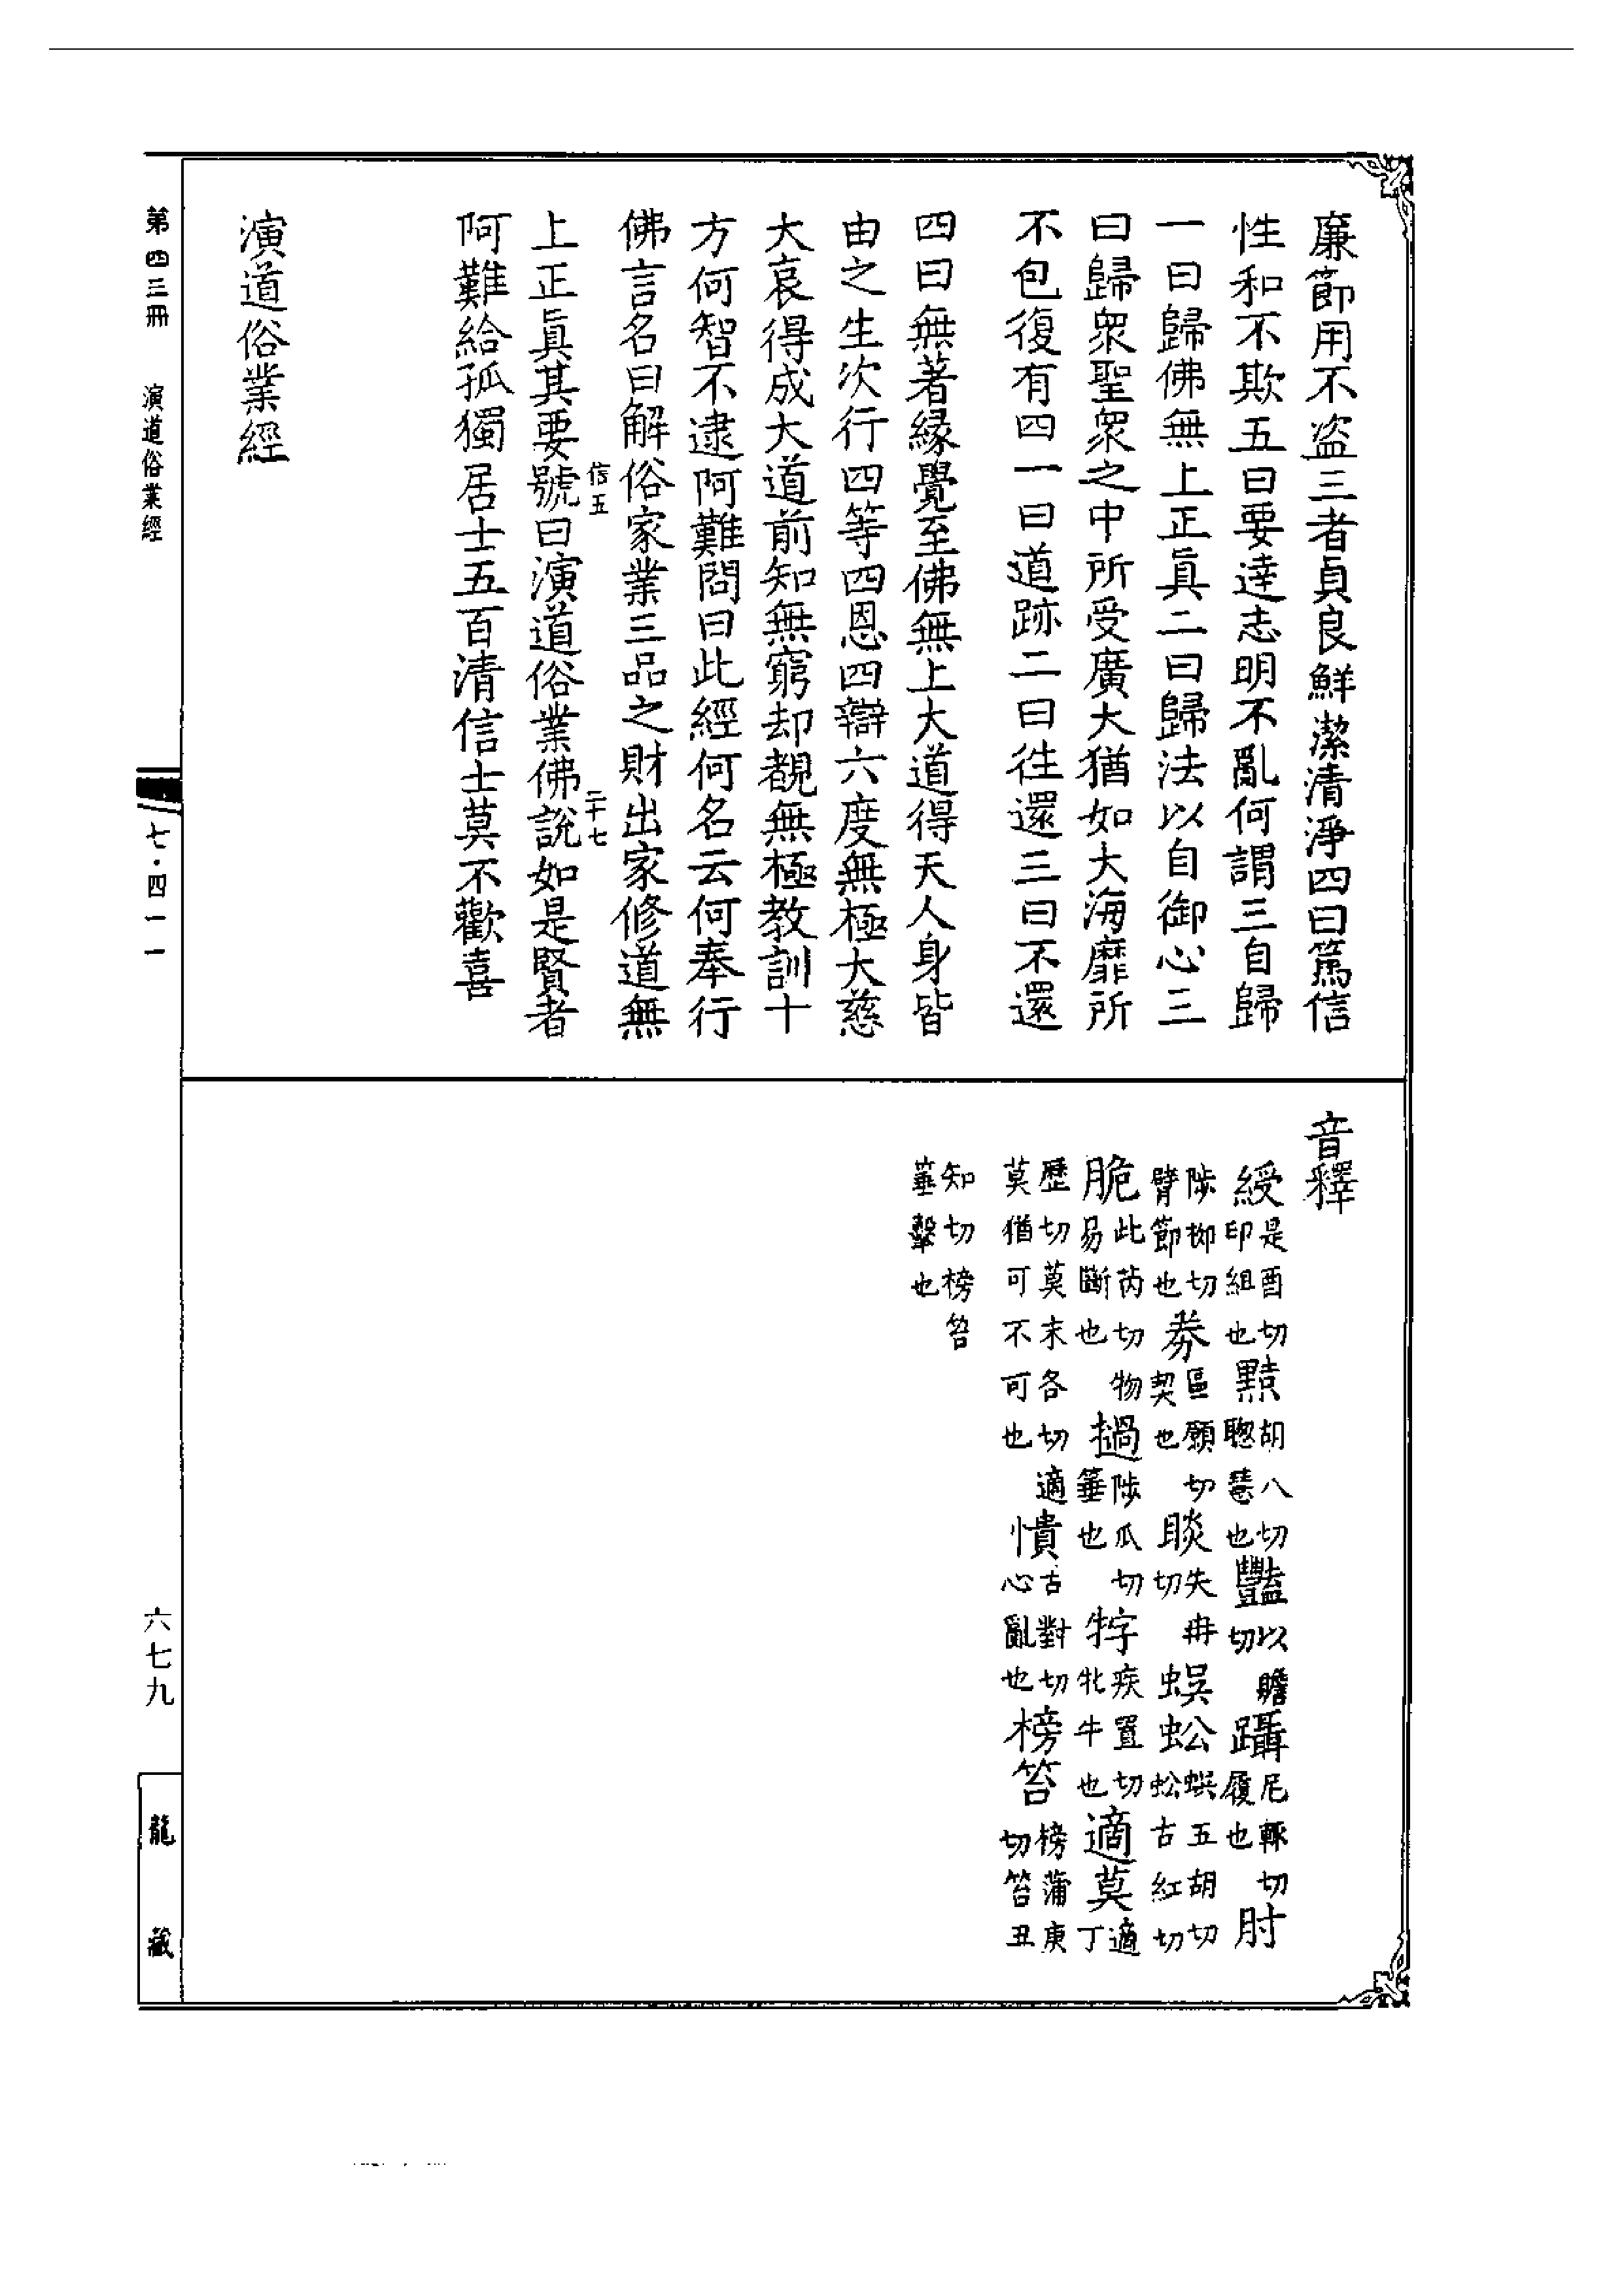 廉節用不盜三者貞良鮮潔清淨四曰篤信
性和不欺五曰要達志明不亂何謂三自歸
一曰歸佛無上正真二曰歸法以自御心三
曰歸眾聖眾之中所受廣大猶如大海靡所
不包復有四一曰道跡二曰往還三曰不還
四曰無著緣覺至佛無上大道得天人身皆
由之生次行四等四恩四辯六度無極大慈
大哀得成大道前知無窮却覩無極教訓十
方何智不逮阿難問曰此經何名云何奉行
佛言名曰解俗家業三品之財出家修道無
信五 二十七
上正眞其要號曰演道俗業佛說如是賢者
阿難給孤獨居士五百清信士莫不歡喜
演道俗業經
音釋
綬是酉切印組也黠胡八切聰慧也豔以贍切躡尼輒切履也肘
陟柳切臂節也劵區願切契也睒失冉切蜈蚣蜈五胡切蚣古紅切
脆此芮切物易斷也撾陟瓜切箠也牸疾置切牝牛也適莫適丁
歷切莫末各切適莫猶可不可也憒古對切心亂也榜笞榜蒲庚切笞丑
知切榜笞箠擊也
第四三冊 演道俗業經
七·四一一
六七九
龍藏